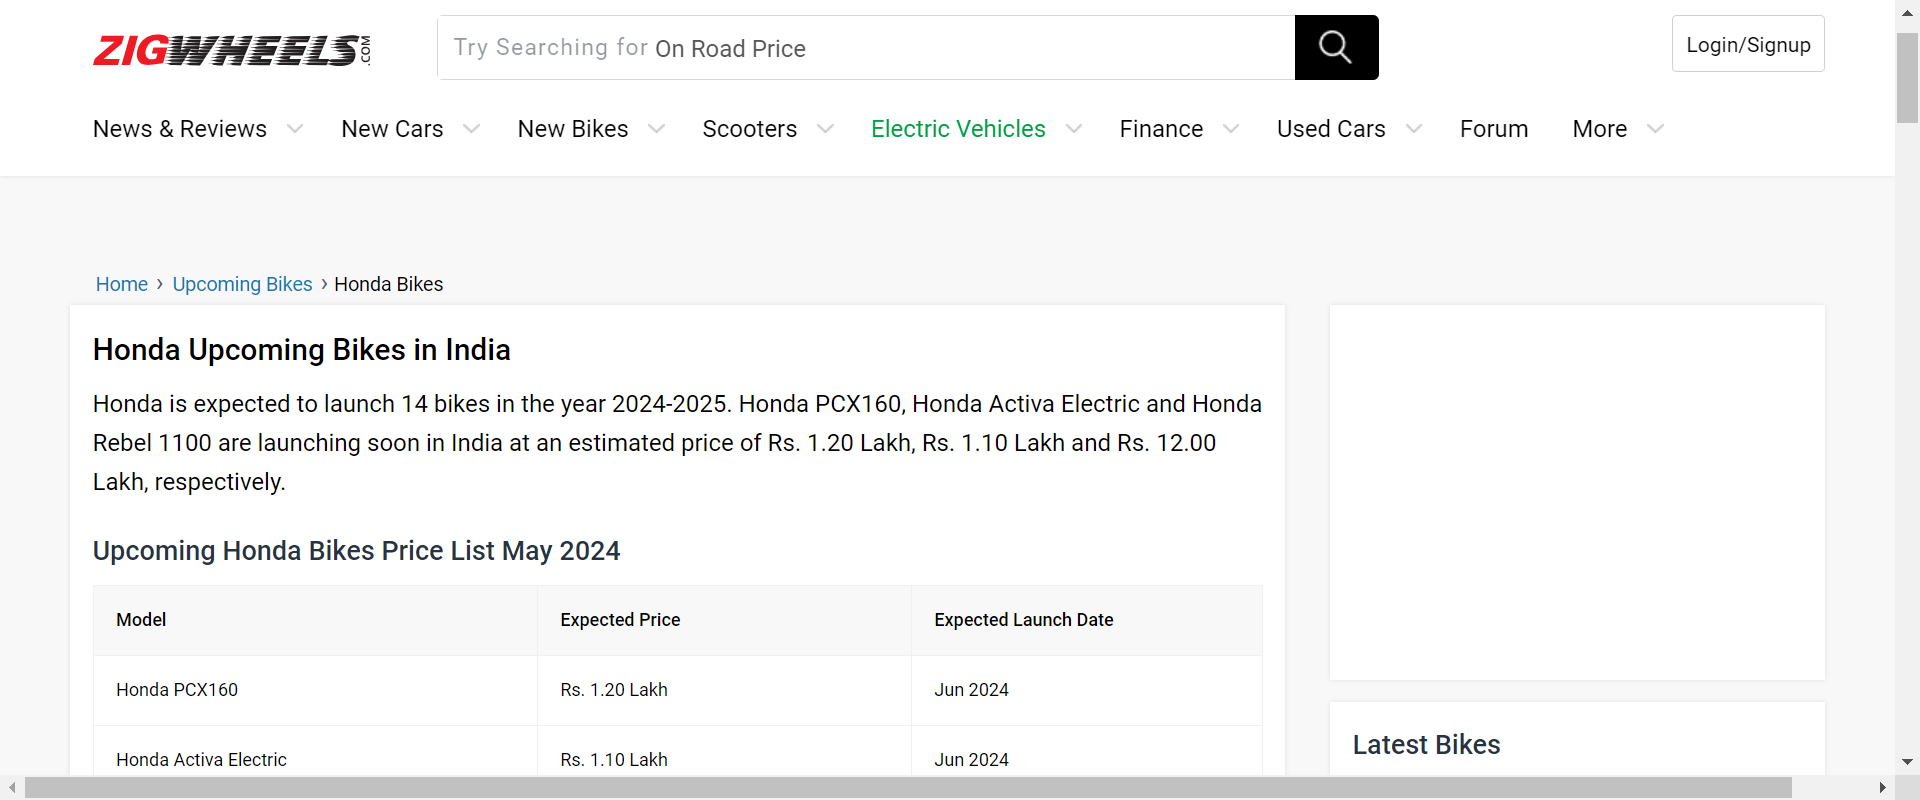 ZIGWHEELS.COM
Try Searching for On Road Price
Login/Signup
News & Reviews New Cars New Bikes Scooters Electric Vehicles Finance Used Cars Forum More
Home › Upcoming Bikes › Honda Bikes
Honda Upcoming Bikes in India
Honda is expected to launch 14 bikes in the year 2024-2025. Honda PCX160, Honda Activa Electric and Honda
Rebel 1100 are launching soon in India at an estimated price of Rs. 1.20 Lakh, Rs. 1.10 Lakh and Rs. 12.00
Lakh, respectively.
Upcoming Honda Bikes Price List May 2024
Model Expected Price Expected Launch Date
Honda PCX160 Rs. 1.20 Lakh Jun 2024
Honda Activa Electric Rs. 1.10 Lakh Jun 2024
Latest Bikes